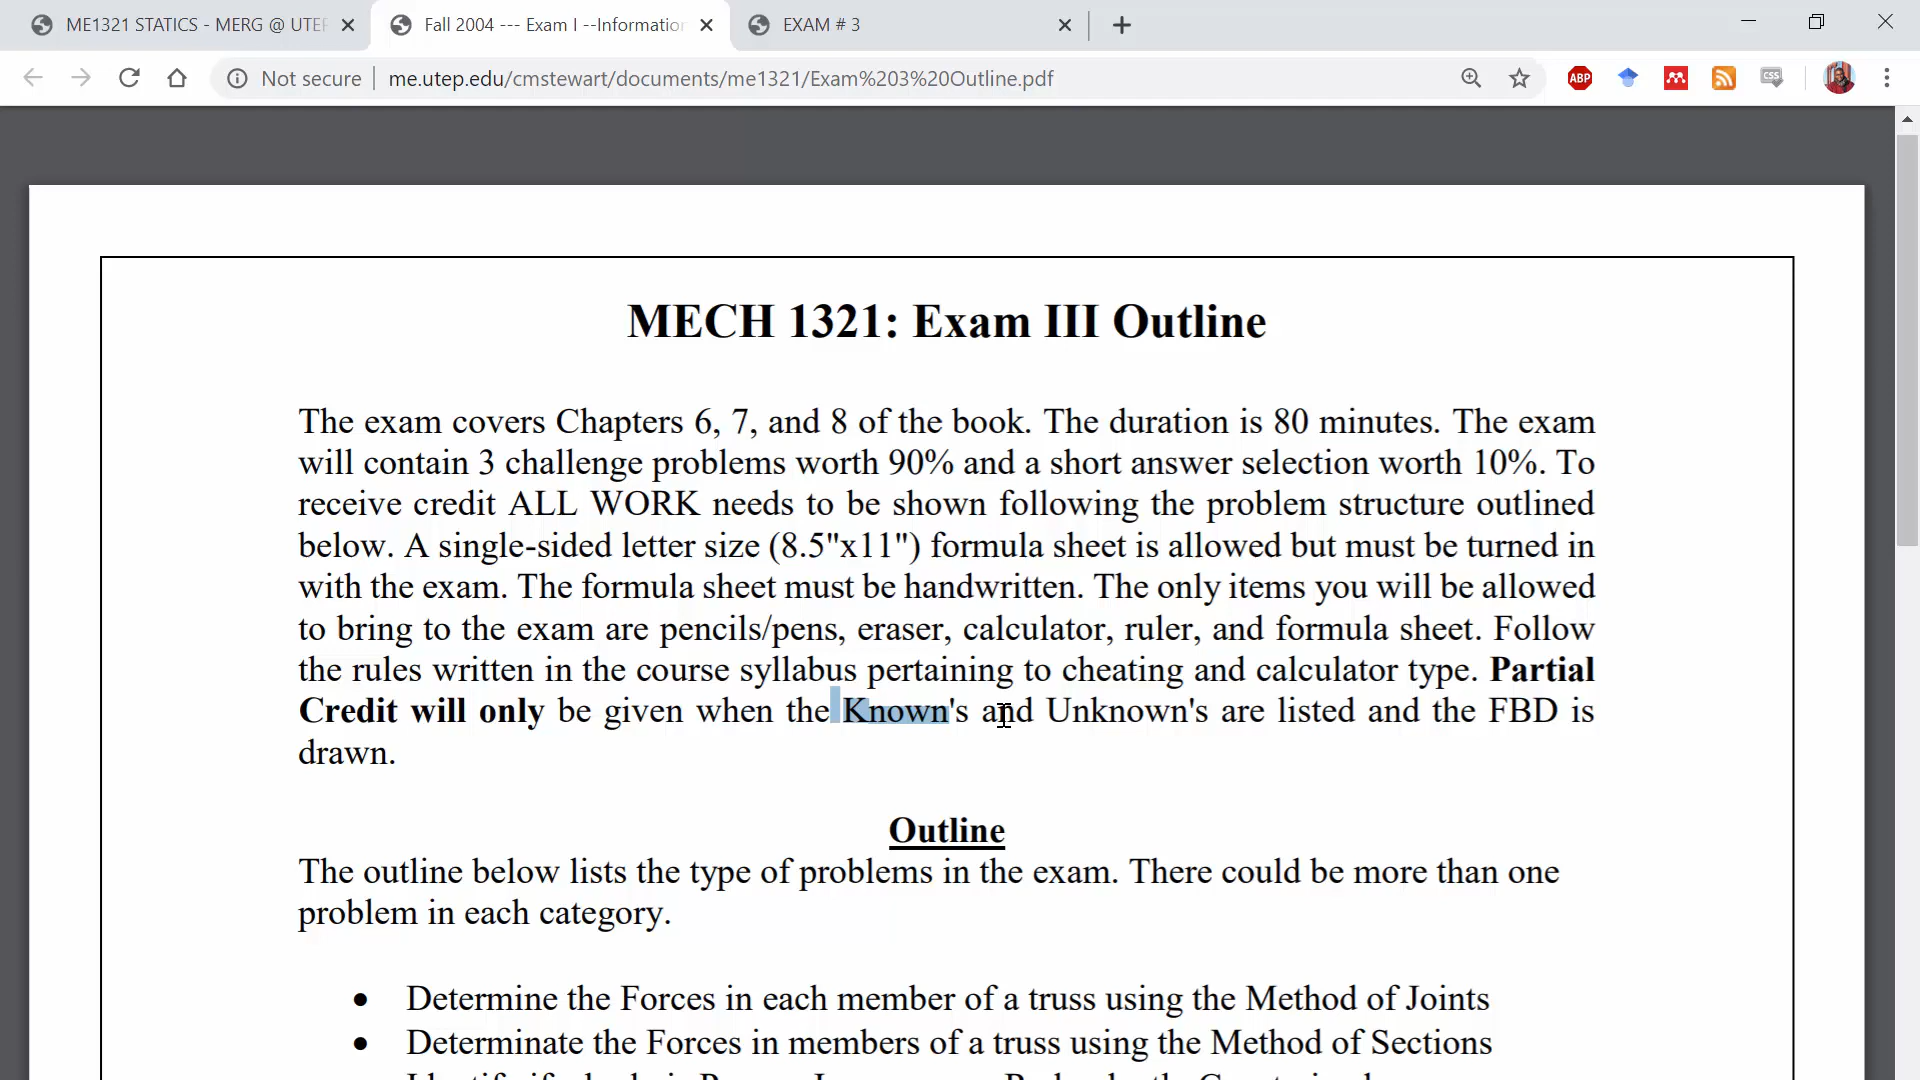 ME1321 STATICS - MERG @ UTEP
Fall 2004 --- Exam I --Information
EXAM # 3
Not secure
me.utep.edu/cmstewart/documents/me1321/Exam%203%20Outline.pdf
ABP
CSS
MECH 1321: Exam III Outline
The exam covers Chapters 6, 7, and 8 of the book. The duration is 80 minutes. The exam
will contain 3 challenge problems worth 90% and a short answer selection worth 10%. To
receive credit ALL WORK needs to be shown following the problem structure outlined
below. A single-sided letter size (8.5"x11") formula sheet is allowed but must be turned in
with the exam. The formula sheet must be handwritten. The only items you will be allowed
to bring to the exam are pencils/pens, eraser, calculator, ruler, and formula sheet. Follow
the rules written in the course syllabus pertaining to cheating and calculator type. Partial
Credit will only be given when the Known's and Unknown's are listed and the FBD is
drawn.
Outline
The outline below lists the type of problems in the exam. There could be more than one
problem in each category.
• Determine the Forces in each member of a truss using the Method of Joints
• Determinate the Forces in members of a truss using the Method of Sections